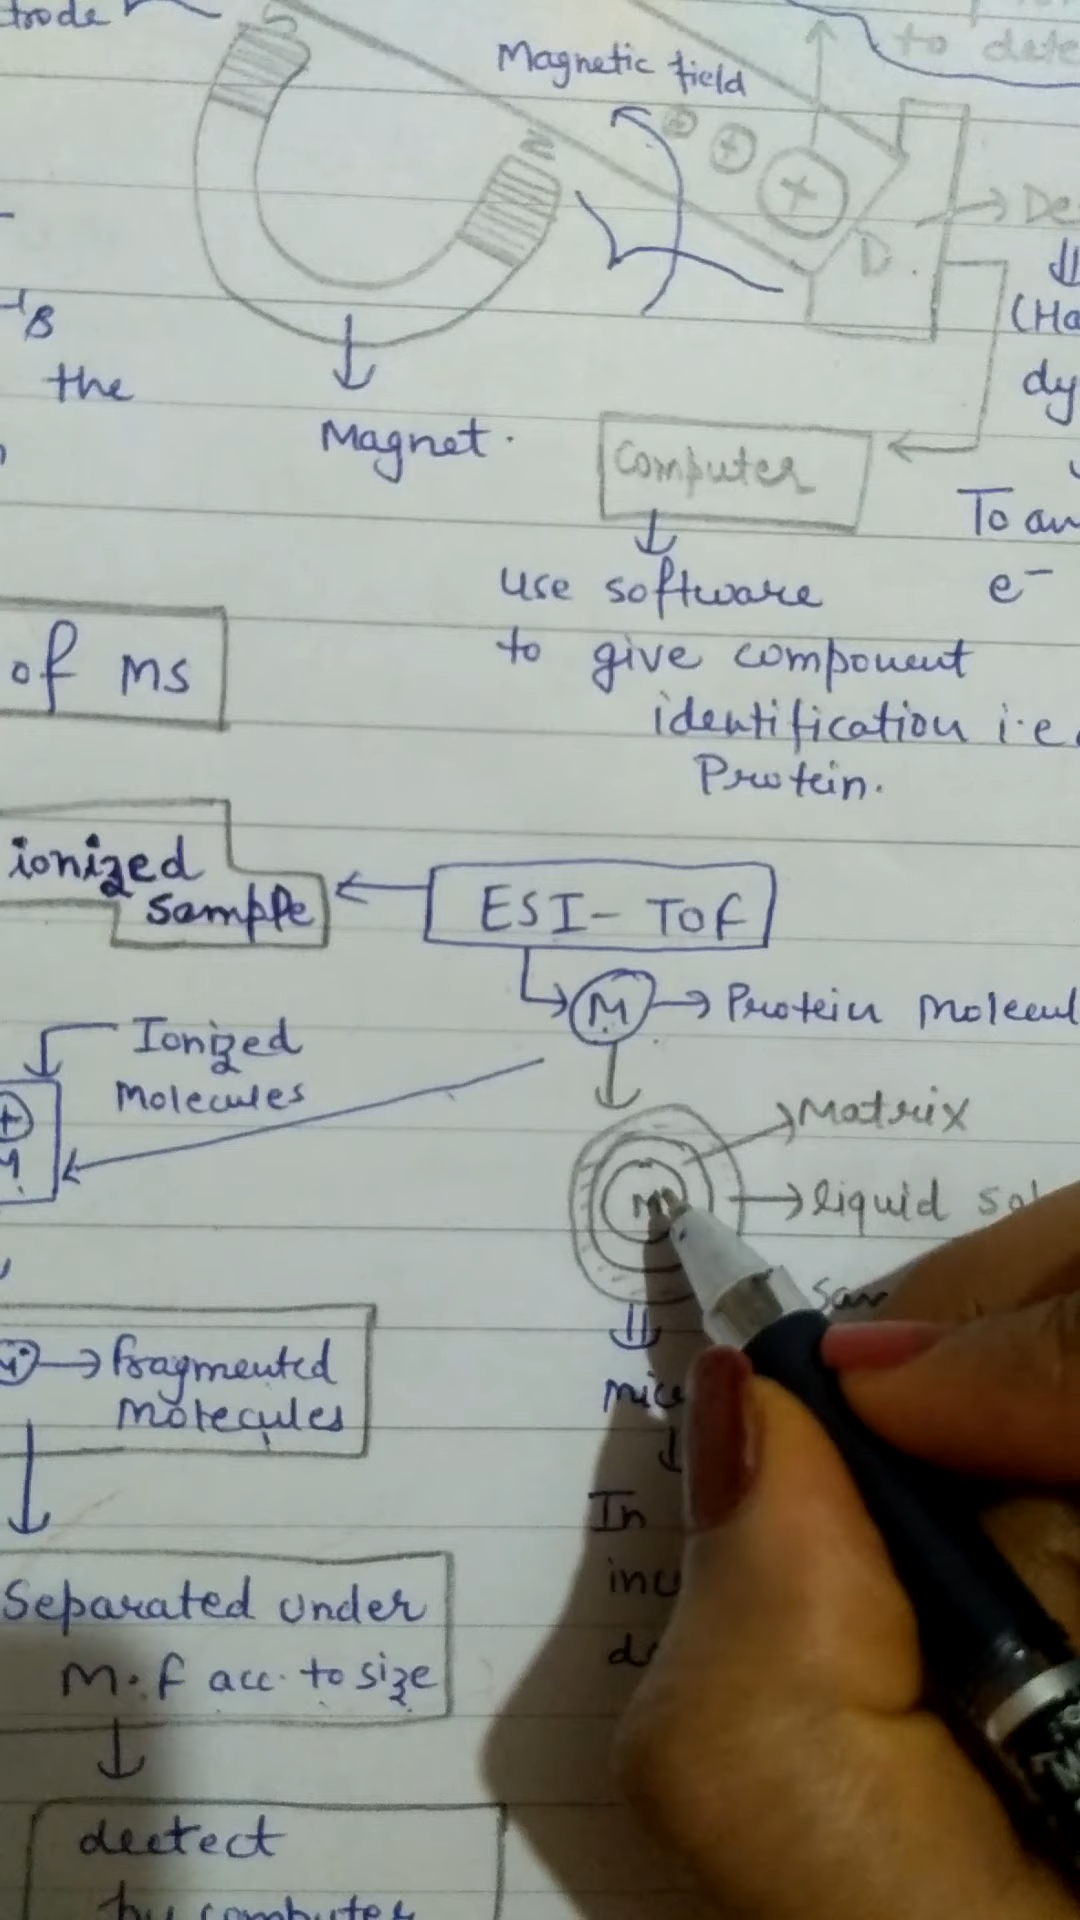 trode
S
Magnetic field
to dete
N
+
+
+
D
the
Magnet.
(Ha
dy
Computer
To an
e-
use software
to give component
identification i.e
Protein.
of MS
ionized
sample
ESI- TOF
M → Protein Molecul
Ionized
Molecules
+
M
Matrix
M
liquid
fragmented
Molecules
In
Separated under
M.f acc. to size
detect
by computer